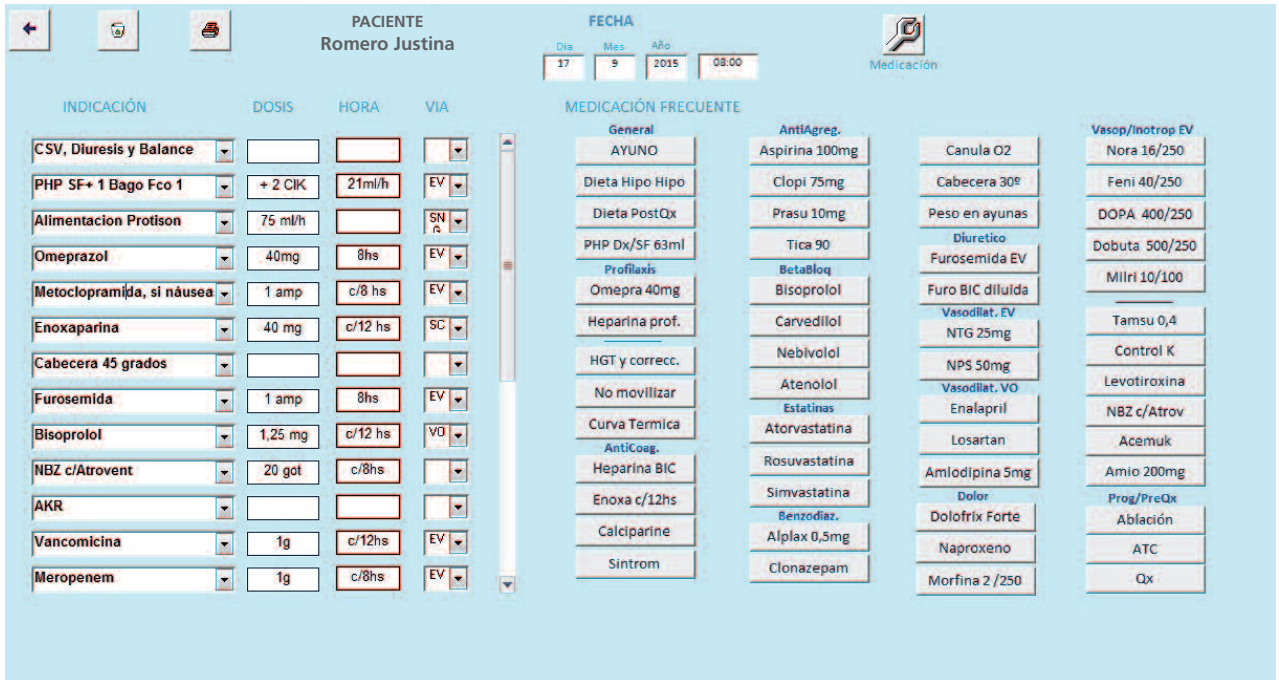 PACIENTE
Romero Justina
FECHA
Dia Mes Año
17 9 2015 08:00
Medicación
INDICACIÓN DOSIS HORA VIA
CSV, Diuresis y Balance
PHP SF+ 1 Bago Fco 1 + 2 ClK 21ml/h EV
Alimentacion Protison 75 ml/h SN G
Omeprazol 40mg 8hs EV
Metoclopramida, si náusea 1 amp c/8 hs EV
Enoxaparina 40 mg c/12 hs SC
Cabecera 45 grados
Furosemida 1 amp 8hs EV
Bisoprolol 1,25 mg c/12 hs VO
NBZ c/Atrovent 20 got c/8hs
AKR
Vancomicina 1g c/12hs EV
Meropenem 1g c/8hs EV
MEDICACIÓN FRECUENTE
General
AYUNO
Dieta Hipo Hipo
Dieta PostQx
PHP Dx/SF 63ml
Profilaxis
Omepra 40mg
Heparina prof.
HGT y correcc.
No movilizar
Curva Termica
AntiCoag.
Heparina BIC
Enoxa c/12hs
Calciparine
Sintrom
AntiAgreg.
Aspirina 100mg
Clopi 75mg
Prasu 10mg
Tica 90
BetaBloq
Bisoprolol
Carvedilol
Nebivolol
Atenolol
Estatinas
Atorvastatina
Rosuvastatina
Simvastatina
Benzodiaz.
Alplax 0,5mg
Clonazepam
Canula O2
Cabecera 30º
Peso en ayunas
Diuretico
Furosemida EV
Furo BIC diluida
Vasodilat. EV
NTG 25mg
NPS 50mg
Vasodilat. VO
Enalapril
Losartan
Amlodipina 5mg
Dolor
Dolofrix Forte
Naproxeno
Morfina 2 /250
Vasop/Inotrop EV
Nora 16/250
Feni 40/250
DOPA 400/250
Dobuta 500/250
Milri 10/100
Tamsu 0,4
Control K
Levotiroxina
NBZ c/Atrov
Acemuk
Amio 200mg
Prog/PreQx
Ablación
ATC
Qx